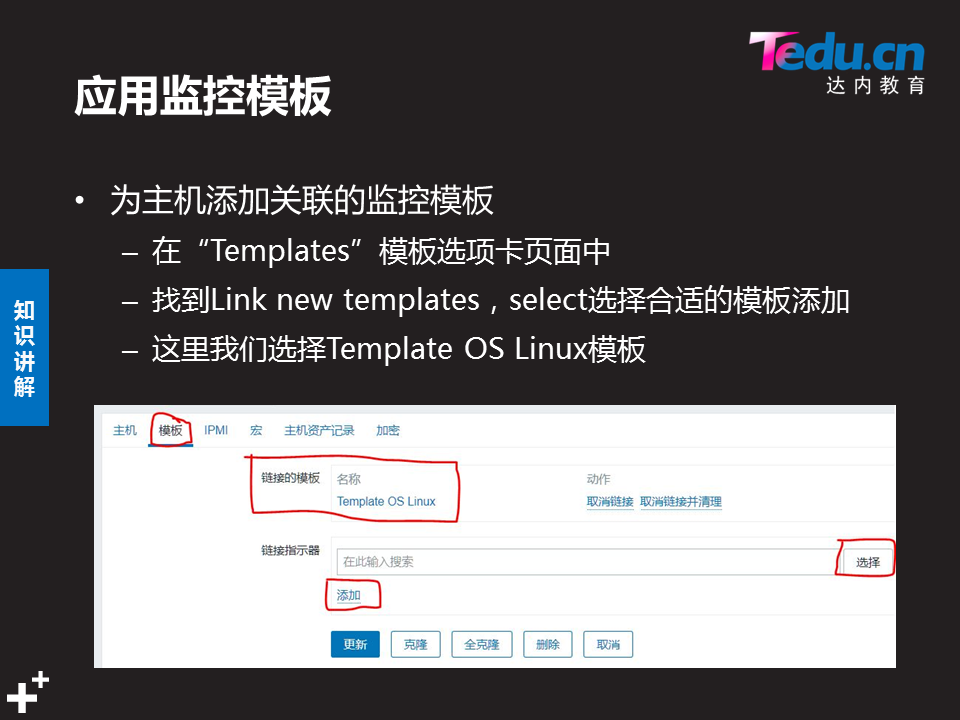 Tedu.cn
达内教育
应用监控模板
• 为主机添加关联的监控模板
– 在“Templates”模板选项卡页面中
– 找到Link new templates，select选择合适的模板添加
– 这里我们选择Template OS Linux模板
知识讲解
主机 模板 IPMI 宏 主机资产记录 加密
链接的模板 名称 动作
Template OS Linux 取消链接 取消链接并清理
链接指示器
在此输入搜索 选择
添加
更新 克隆 全克隆 删除 取消